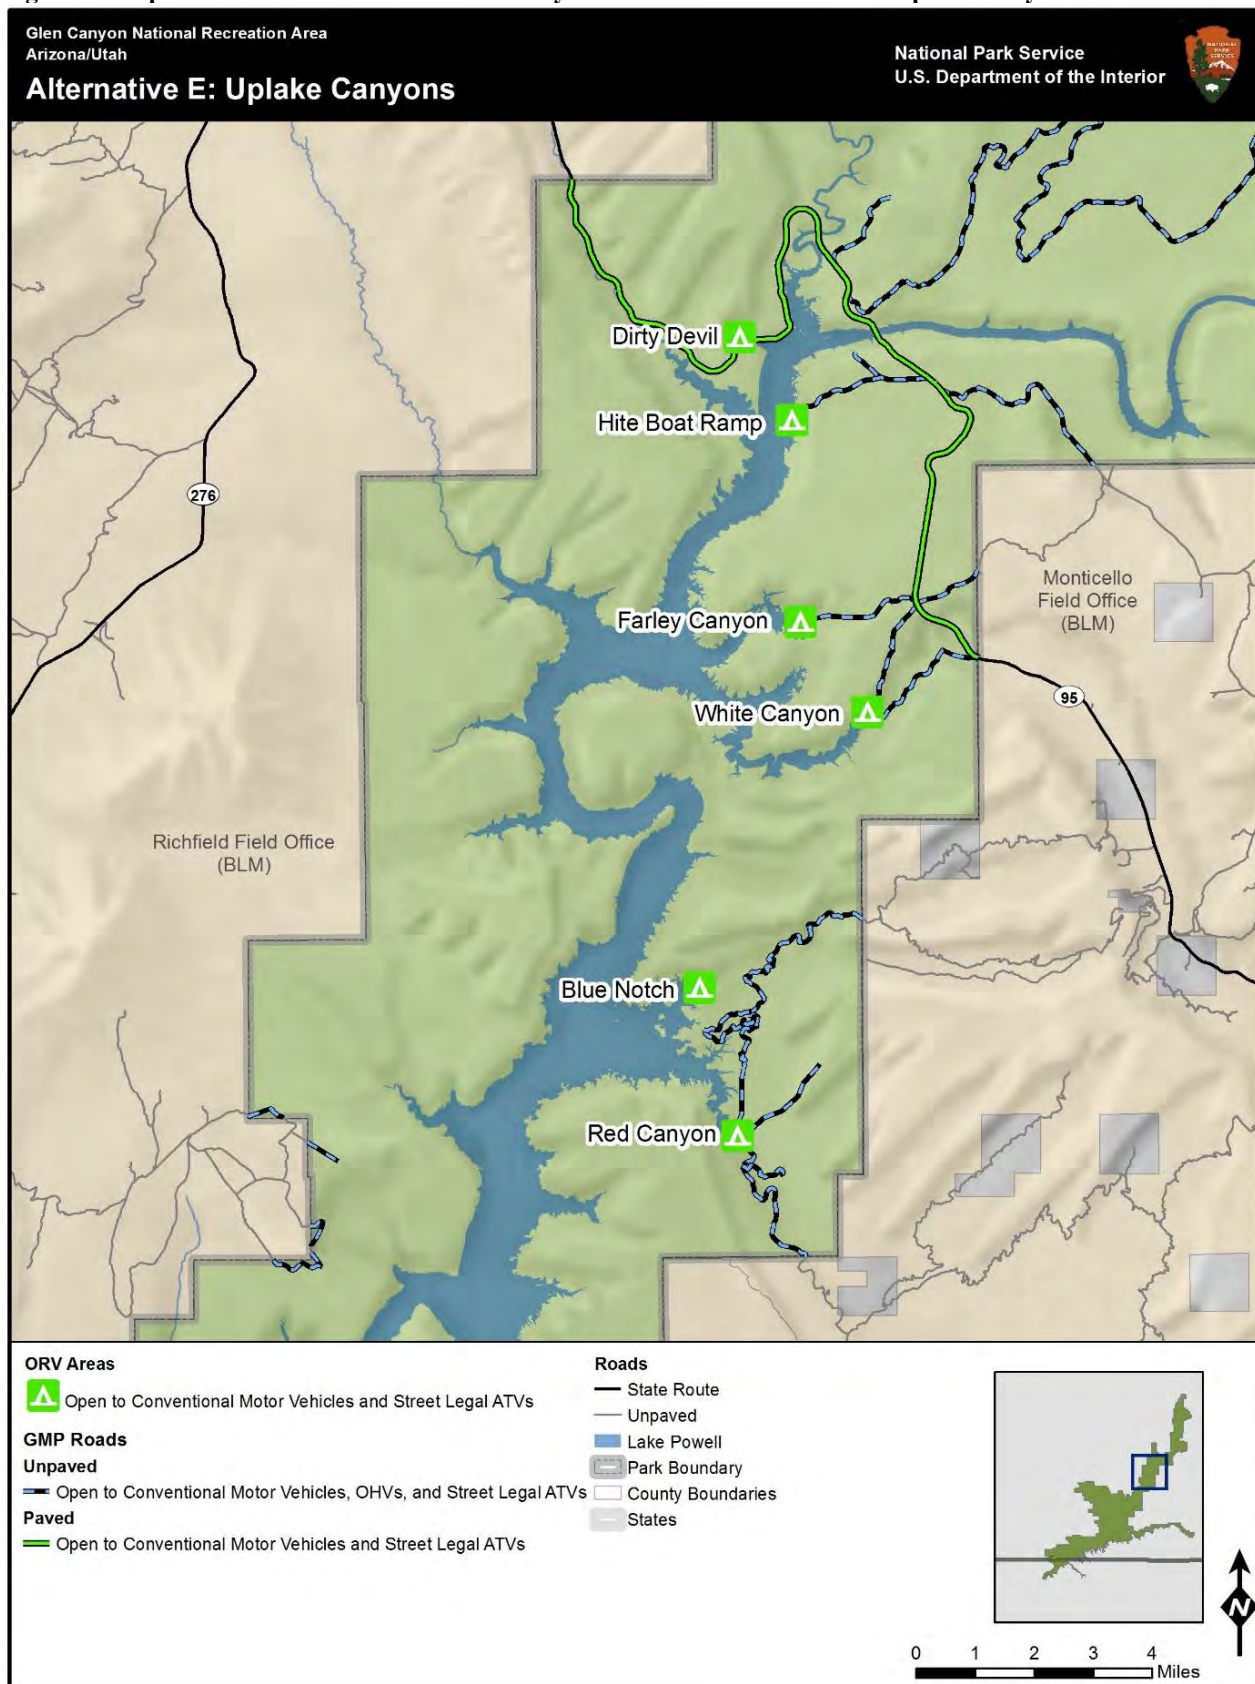 Glen Canyon National Recreation Area
Arizona/Utah
Alternative E: Uplake Canyons
National Park Service
U.S. Department of the Interior
NATIONAL
PARK
SERVICE
Dirty Devil
Hite Boat Ramp
276
Farley Canyon
Monticello
Field Office
(BLM)
White Canyon
95
Richfield Field Office
(BLM)
Blue Notch
Red Canyon
ORV Areas
Open to Conventional Motor Vehicles and Street Legal ATVs
GMP Roads
Unpaved
Open to Conventional Motor Vehicles, OHVs, and Street Legal ATVs
Paved
Open to Conventional Motor Vehicles and Street Legal ATVs
Roads
State Route
Unpaved
Lake Powell
Park Boundary
County Boundaries
States
N
0 1 2 3 4
Miles